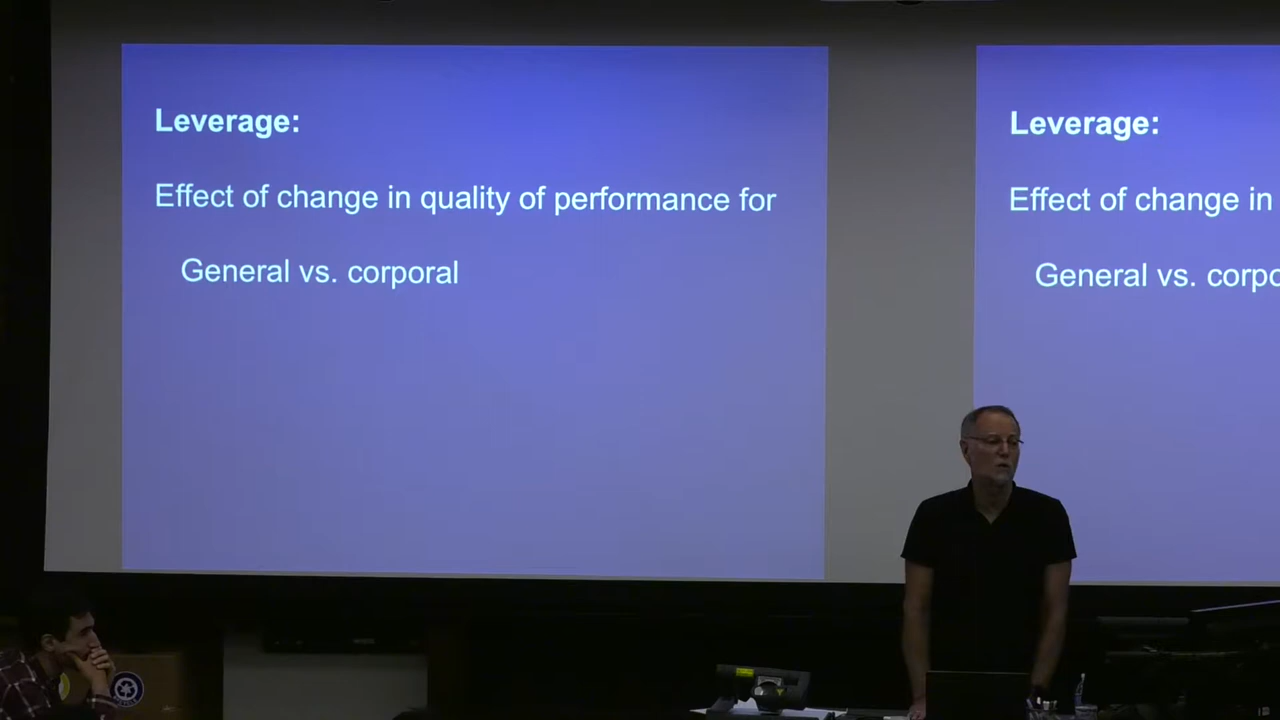 Leverage:
Effect of change in quality of performance for
General vs. corporal
Leverage:
Effect of change in
General vs. corpo